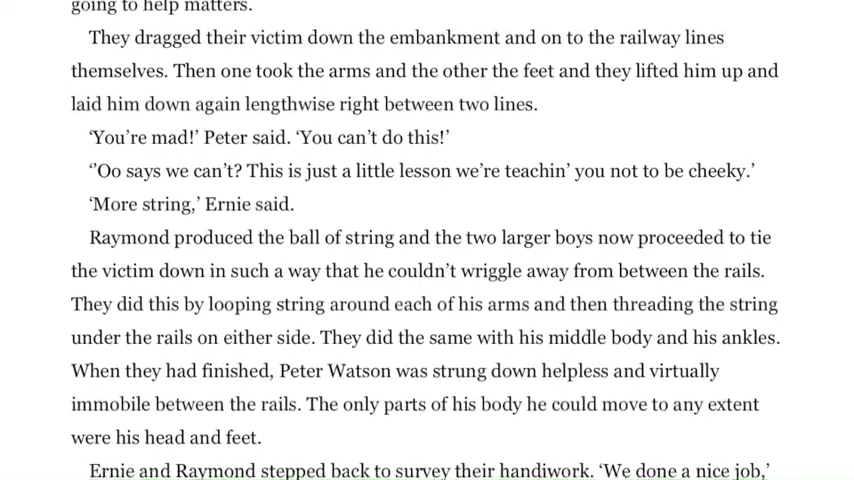 going to help matters.
They dragged their victim down the embankment and on to the railway lines
themselves. Then one took the arms and the other the feet and they lifted him up and
laid him down again lengthwise right between two lines.
‘You’re mad!’ Peter said. ‘You can’t do this!’
‘’Oo says we can’t? This is just a little lesson we’re teachin’ you not to be cheeky.’
‘More string,’ Ernie said.
Raymond produced the ball of string and the two larger boys now proceeded to tie
the victim down in such a way that he couldn’t wriggle away from between the rails.
They did this by looping string around each of his arms and then threading the string
under the rails on either side. They did the same with his middle body and his ankles.
When they had finished, Peter Watson was strung down helpless and virtually
immobile between the rails. The only parts of his body he could move to any extent
were his head and feet.
Ernie and Raymond stepped back to survey their handiwork. ‘We done a nice job,’